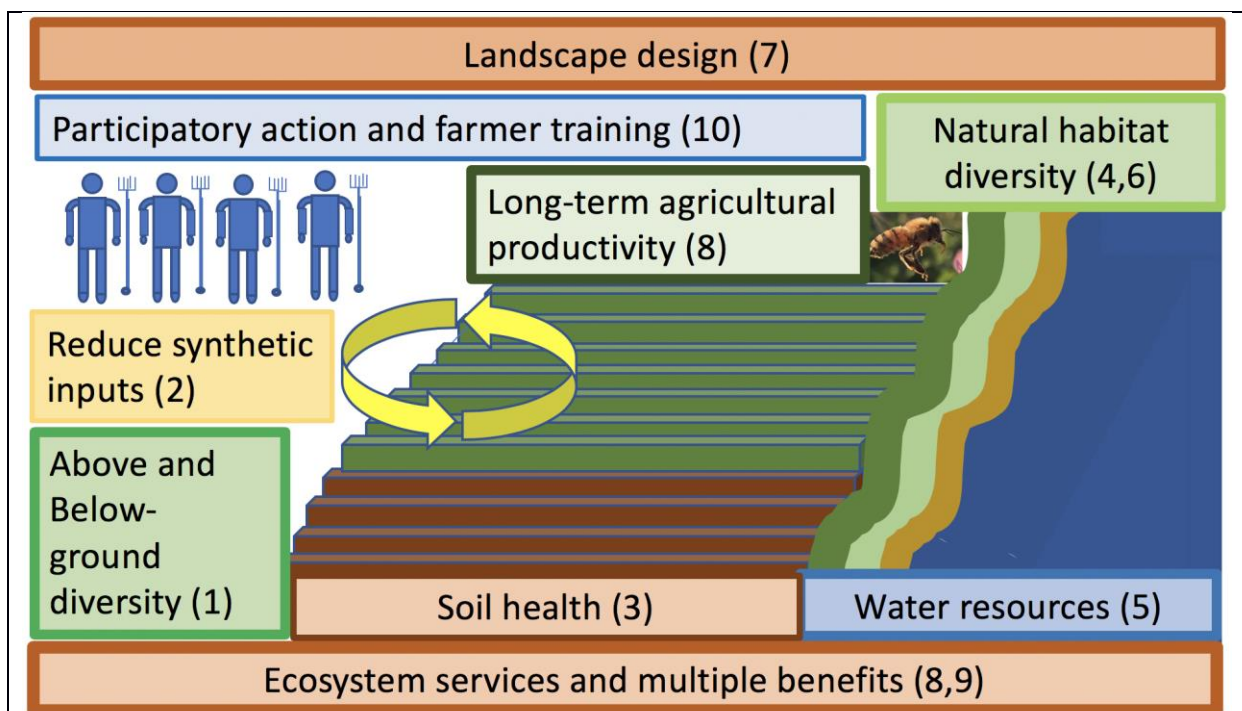 Landscape design (7)
Participatory action and farmer training (10)
Natural habitat
diversity (4,6)
Long-term agricultural
productivity (8)
Reduce synthetic
inputs (2)
Above and
Below-
ground
diversity (1)
Soil health (3)
Water resources (5)
Ecosystem services and multiple benefits (8,9)